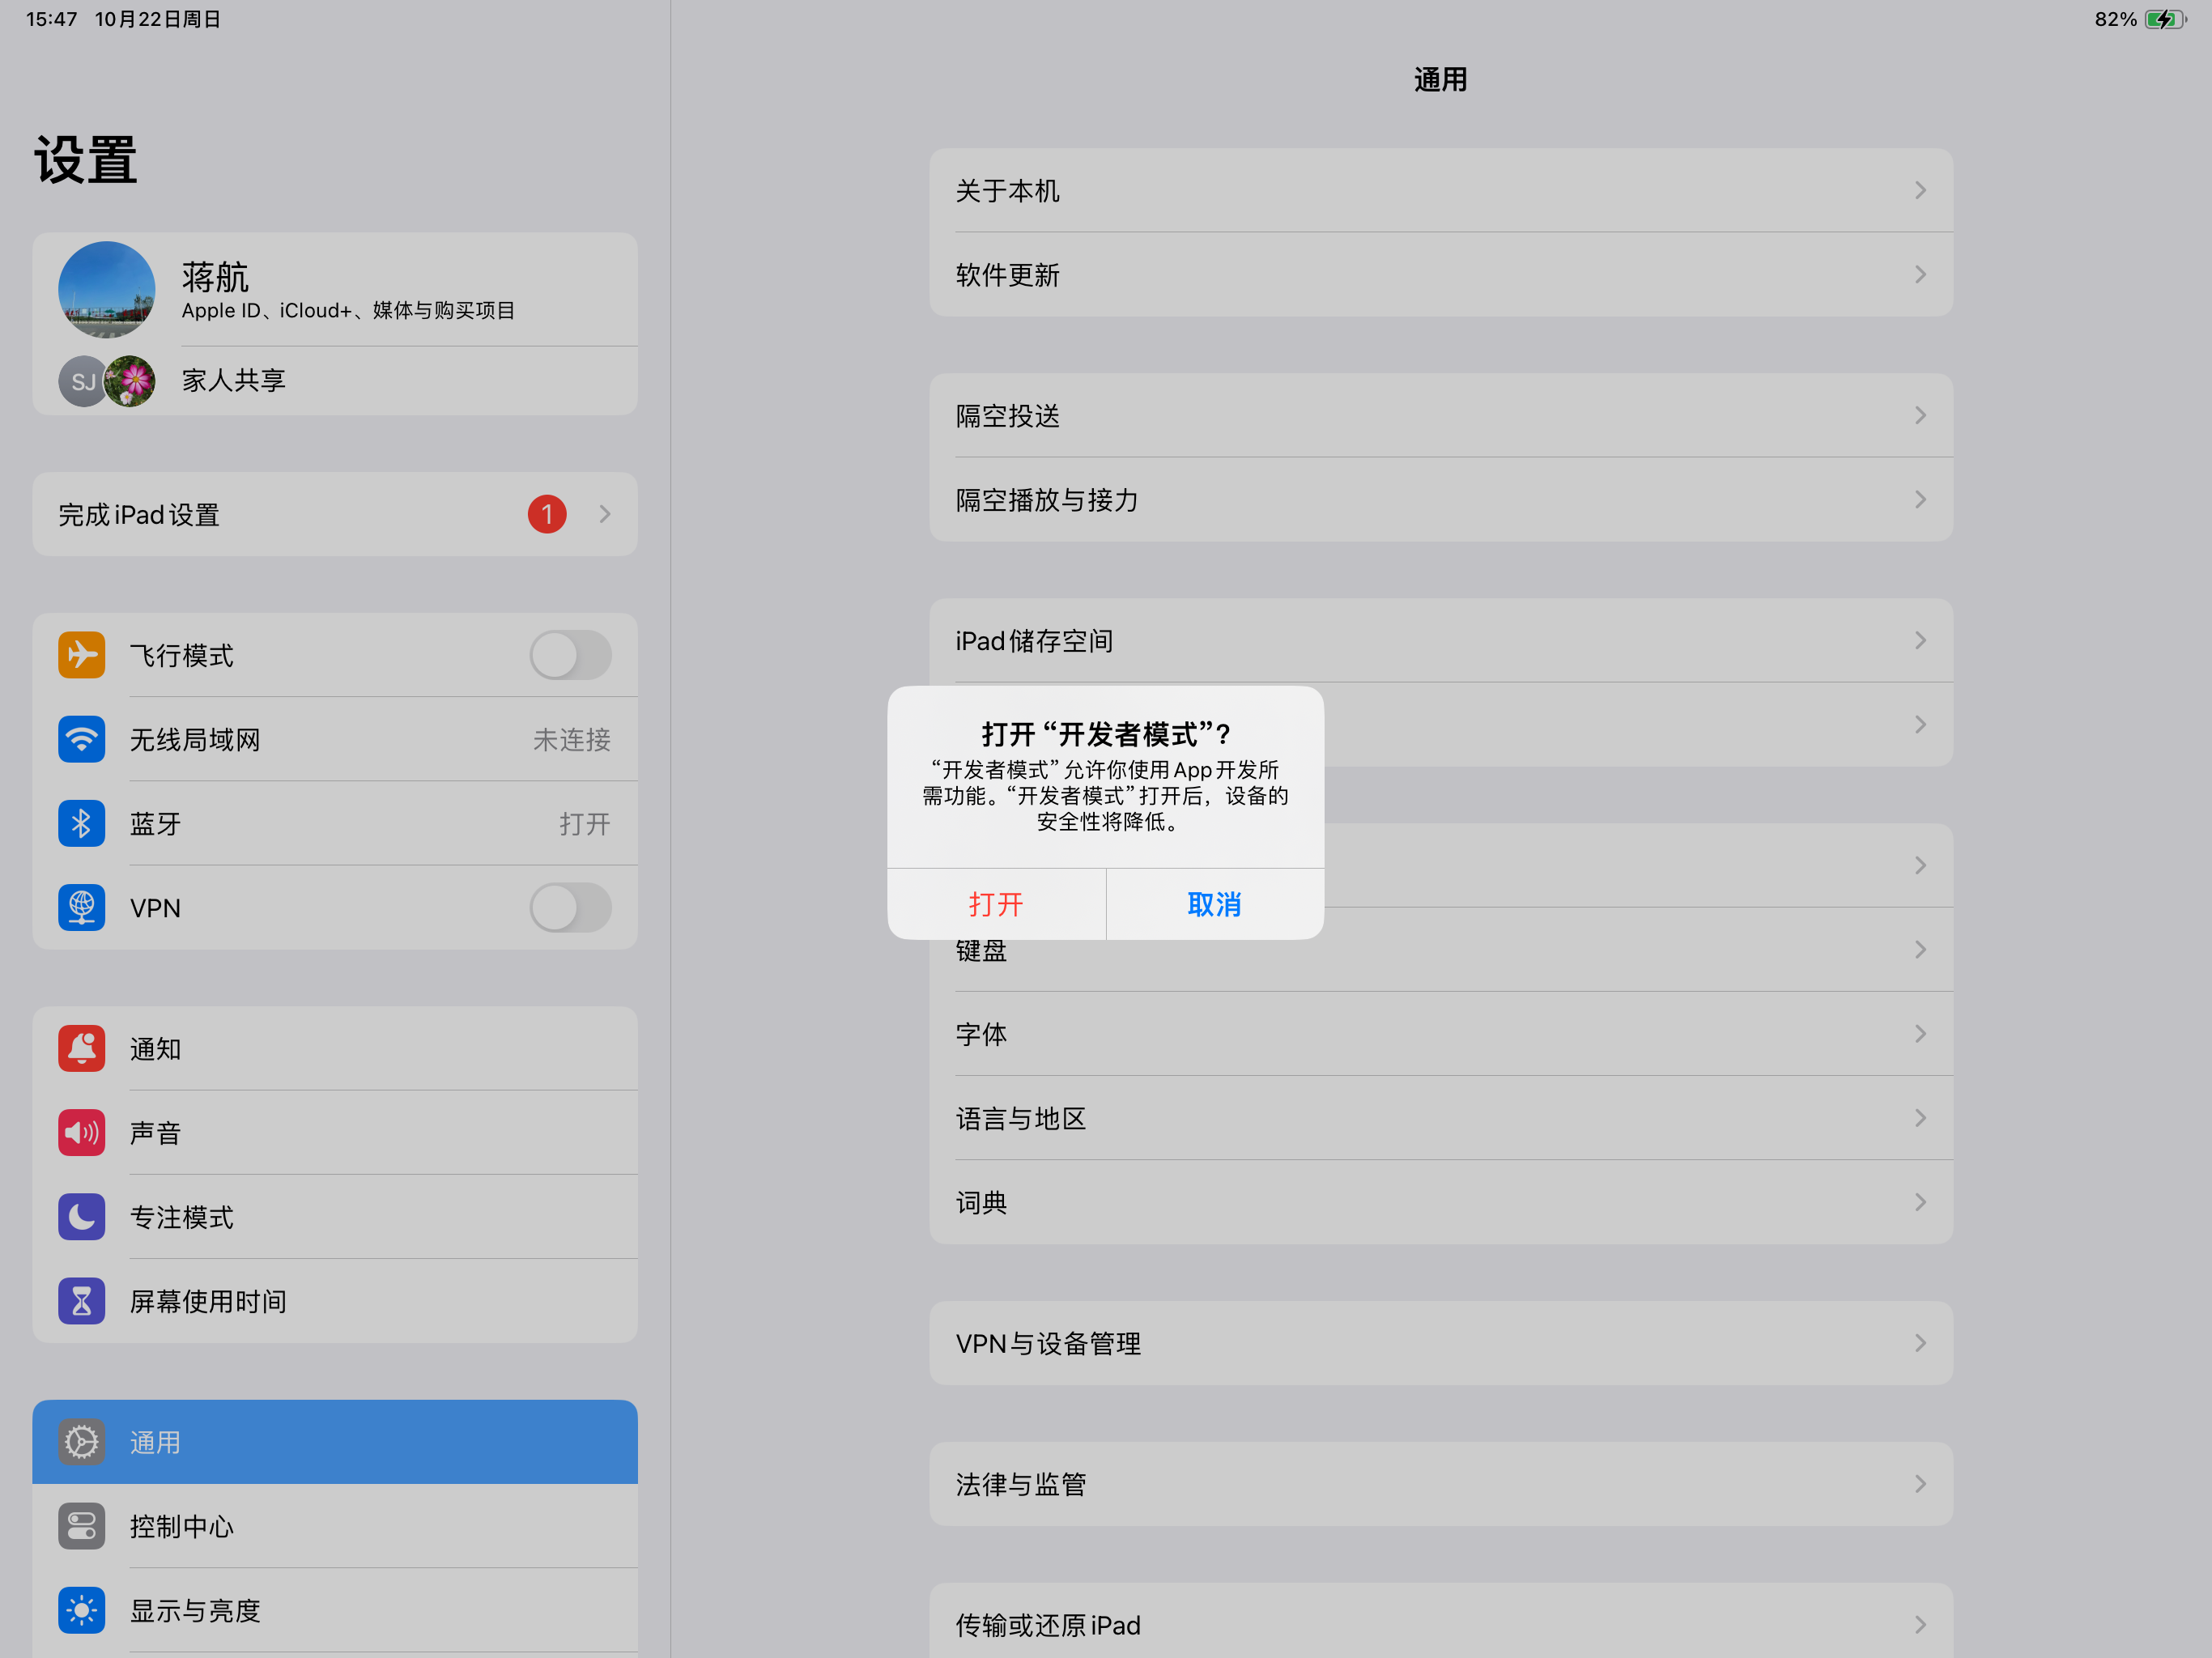 15:47 10月22日周日
82%
设置
蒋航
Apple ID、iCloud+、媒体与购买项目
SJ
家人共享
完成iPad设置
1
飞行模式
无线局域网
未连接
蓝牙
打开
VPN
通知
声音
专注模式
屏幕使用时间
通用
控制中心
显示与亮度
通用
关于本机
软件更新
隔空投送
隔空播放与接力
iPad储存空间
打开“开发者模式”?
“开发者模式”允许你使用App开发所
需功能。“开发者模式”打开后，设备的
安全性将降低。
打开
取消
键盘
字体
语言与地区
词典
VPN与设备管理
法律与监管
传输或还原iPad